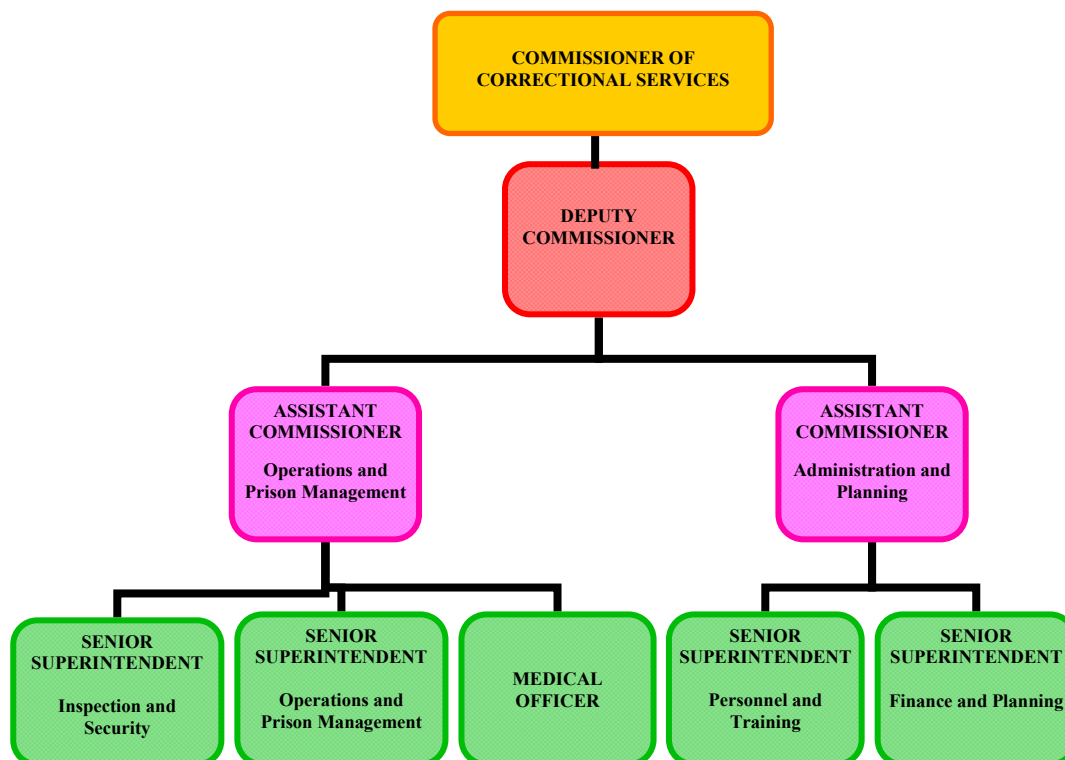 COMMISSIONER OF
CORRECTIONAL SERVICES
DEPUTY
COMMISSIONER
ASSISTANT
COMMISSIONER
Operations and
Prison Management
ASSISTANT
COMMISSIONER
Administration and
Planning
SENIOR
SUPERINTENDENT
Inspection and
Security
SENIOR
SUPERINTENDENT
Operations and
Prison Management
MEDICAL
OFFICER
SENIOR
SUPERINTENDENT
Personnel and
Training
SENIOR
SUPERINTENDENT
Finance and Planning